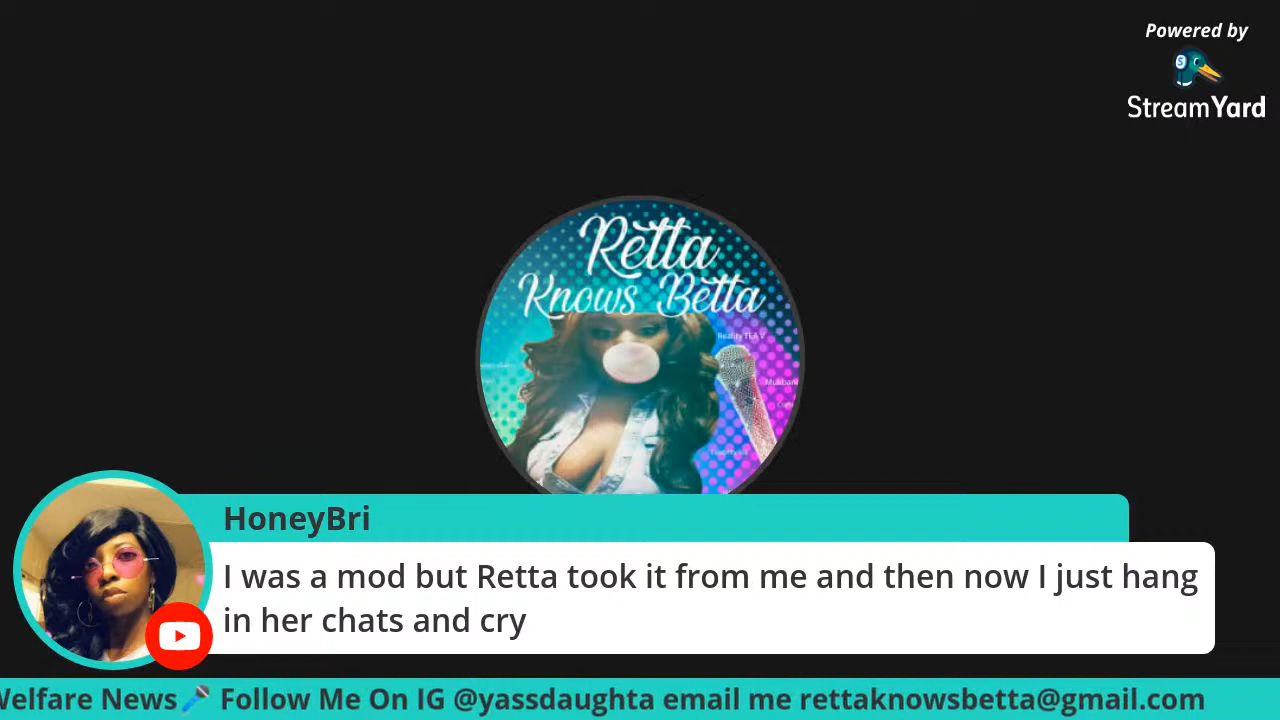 Powered by
S
StreamYard
Retta
Knows Betta
HoneyBri
I was a mod but Retta took it from me and then now I just hang
in her chats and cry
Welfare News🎤 Follow Me On IG @yassdaughta email me rettaknowsbetta@gmail.com